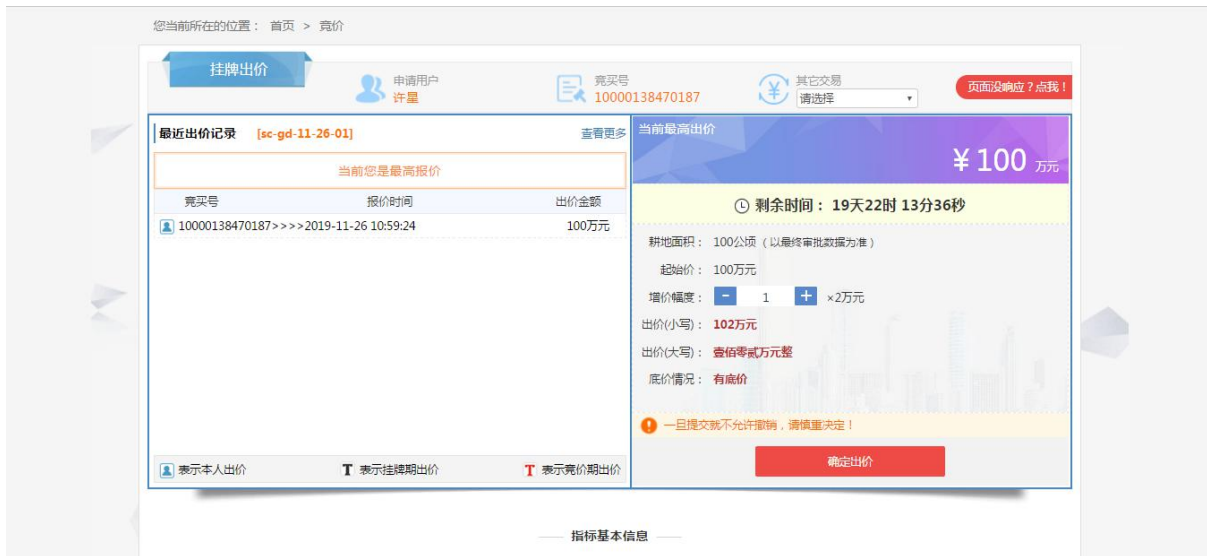 您当前所在的位置： 首页 > 竞价
挂牌出价
申请用户
许星
竞买号
10000138470187
其它交易
请选择
页面没响应？点我！
最近出价记录 [sc-gd-11-26-01] 查看更多
当前您是最高报价
竞买号 报价时间 出价金额
10000138470187>>>>2019-11-26 10:59:24 100万元
表示本人出价 T 表示挂牌期出价 T 表示竞价期出价
当前最高出价
￥100 万元
剩余时间： 19天22时 13分36秒
耕地面积： 100公顷（以最终审批数据为准）
起始价： 100万元
增价幅度： - 1 + ×2万元
出价(小写)： 102万元
出价(大写)： 壹佰零贰万元整
底价情况： 有底价
一旦提交就不允许撤销，请慎重决定！
确定出价
指标基本信息